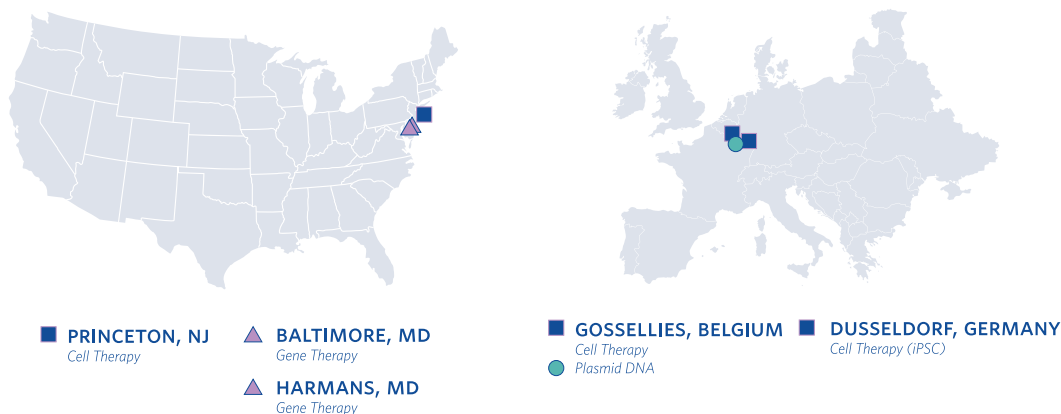 PRINCETON, NJ
Cell Therapy
BALTIMORE, MD
Gene Therapy
HARMANS, MD
Gene Therapy
GOSSELLIES, BELGIUM
Cell Therapy
Plasmid DNA
DUSSELDORF, GERMANY
Cell Therapy (iPSC)